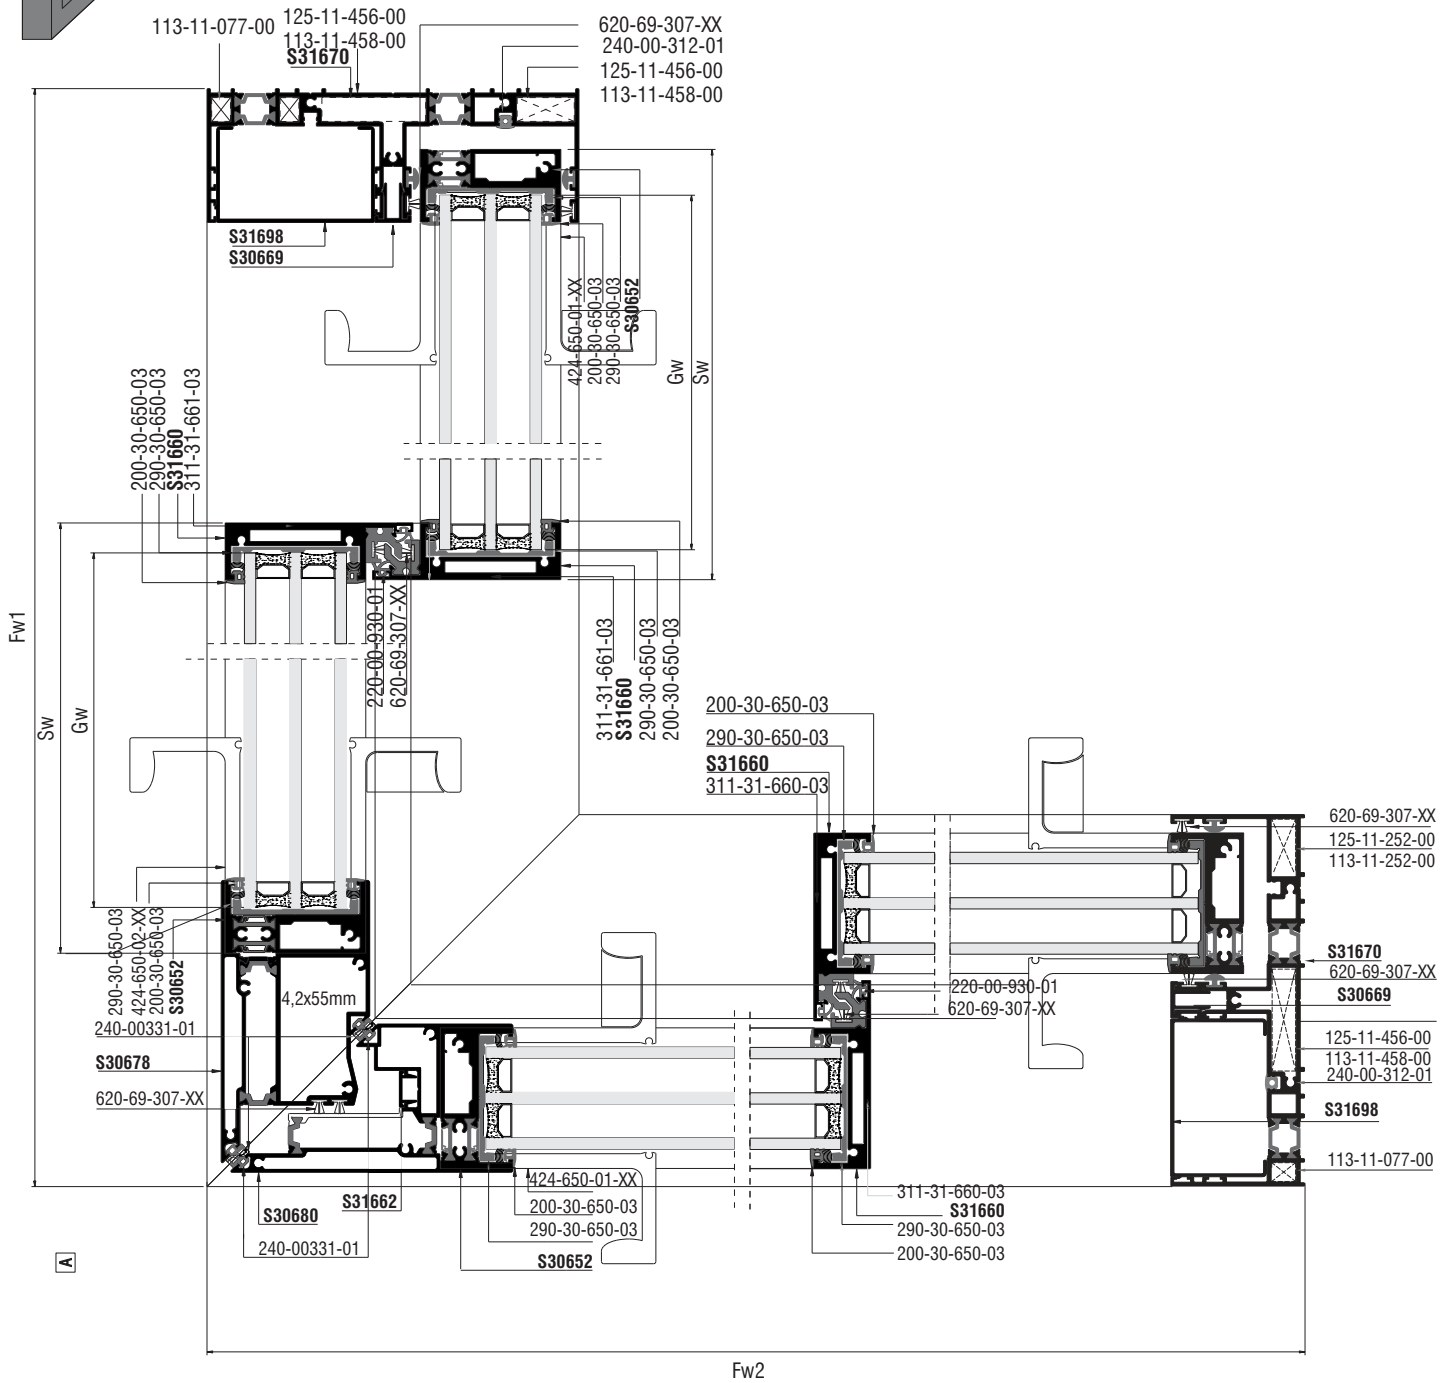 113-11-077-00
125-11-456-00
113-11-458-00
S31670
620-69-307-XX
240-00-312-01
125-11-456-00
113-11-458-00
S31698
S30669
424-650-01-XX
200-30-650-03
290-30-650-03
S30652
Gw
Sw
200-30-650-03
290-30-650-03
S31660
311-31-661-03
Fw1
Sw
Gw
220-00-930-01
620-69-307-XX
311-31-661-03
S31660
290-30-650-03
200-30-650-03
200-30-650-03
290-30-650-03
S31660
311-31-660-03
620-69-307-XX
125-11-252-00
113-11-252-00
S31670
620-69-307-XX
S30669
220-00-930-01
620-69-307-XX
125-11-456-00
113-11-458-00
240-00-312-01
S31698
113-11-077-00
290-30-650-03
424-650-02-XX
200-30-650-03
S30652
4,2x55mm
240-00331-01
S30678
620-69-307-XX
S31662
S30680
240-00331-01
424-650-01-XX
200-30-650-03
290-30-650-03
S30652
311-31-660-03
S31660
290-30-650-03
200-30-650-03
A
Fw2